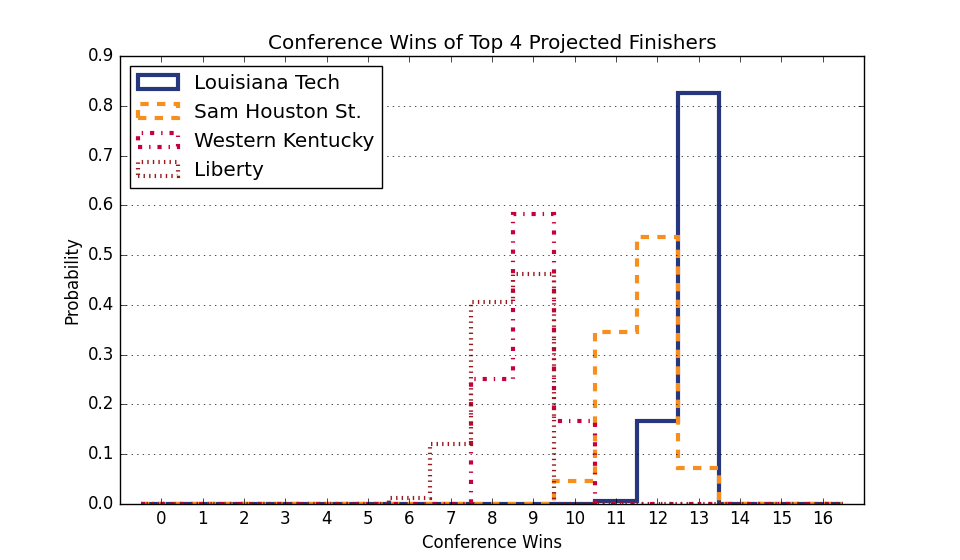 Conference Wins of Top 4 Projected Finishers
0.9
0.8
0.7
0.6
0.5
0.4
0.3
0.2
0.1
0.0
Probability
Louisiana Tech
Sam Houston St.
Western Kentucky
Liberty
0 1 2 3 4 5 6 7 8 9 10 11 12 13 14 15 16
Conference Wins